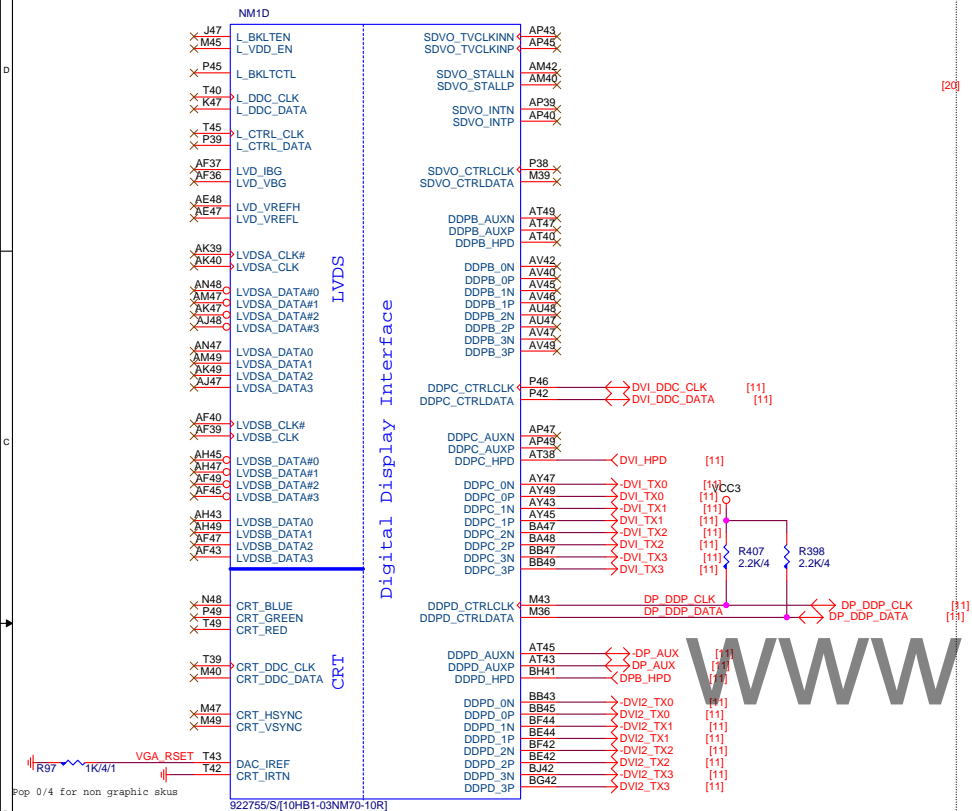 NM1D
J47 L_BKLTEN
M45 L_VDD_EN
P45 L_BKLTCTL
T40 L_DDC_CLK
K47 L_DDC_DATA
T45 L_CTRL_CLK
P39 L_CTRL_DATA
AF37 LVD_IBG
AF36 LVD_VBG
AE48 LVD_VREFH
AE47 LVD_VREFL
AK39 LVDSA_CLK#
AK40 LVDSA_CLK
AN48 LVDSA_DATA#0
AM47 LVDSA_DATA#1
AK47 LVDSA_DATA#2
AJ48 LVDSA_DATA#3
AN47 LVDSA_DATA0
AM49 LVDSA_DATA1
AK49 LVDSA_DATA2
AJ47 LVDSA_DATA3
AF40 LVDSB_CLK#
AF39 LVDSB_CLK
AH45 LVDSB_DATA#0
AH47 LVDSB_DATA#1
AF49 LVDSB_DATA#2
AF45 LVDSB_DATA#3
AH43 LVDSB_DATA0
AH49 LVDSB_DATA1
AF47 LVDSB_DATA2
AF43 LVDSB_DATA3
N48 CRT_BLUE
P49 CRT_GREEN
T49 CRT_RED
T39 CRT_DDC_CLK
M40 CRT_DDC_DATA
M47 CRT_HSYNC
M49 CRT_VSYNC
VGA_RSET T43 DAC_IREF
T42 CRT_IRTN
R97 1K/4/1
Pop 0/4 for non graphic skus
LVDS
CRT
Digital Display Interface
SDVO_TVCLKINN AP43
SDVO_TVCLKINP AP45
SDVO_STALLN AM42
SDVO_STALLP AM40
SDVO_INTN AP39
SDVO_INTP AP40
SDVO_CTRLCLK P38
SDVO_CTRLDATA M39
DDPB_AUXN AT49
DDPB_AUXP AT47
DDPB_HPD AT40
DDPB_0N AV42
DDPB_0P AV40
DDPB_1N AV45
DDPB_1P AV46
DDPB_2N AU48
DDPB_2P AU47
DDPB_3N AV47
DDPB_3P AV49
DDPC_CTRLCLK P46 DVI_DDC_CLK [11]
DDPC_CTRLDATA P42 DVI_DDC_DATA [11]
DDPC_AUXN AP47
DDPC_AUXP AP49
DDPC_HPD AT38 DVI_HPD [11]
DDPC_0N AY47 -DVI_TX0 [11]
DDPC_0P AY49 DVI_TX0 [11]
DDPC_1N AY43 -DVI_TX1 [11]
DDPC_1P AY45 DVI_TX1 [11]
DDPC_2N BA47 -DVI_TX2 [11]
DDPC_2P BA48 DVI_TX2 [11]
DDPC_3N BB47 -DVI_TX3 [11]
DDPC_3P BB49 DVI_TX3 [11]
VCC3
R407 2.2K/4
R398 2.2K/4
DDPD_CTRLCLK M43 DP_DDP_CLK DP_DDP_CLK [11]
DDPD_CTRLDATA M36 DP_DDP_DATA DP_DDP_DATA [11]
DDPD_AUXN AT45 -DP_AUX [11]
DDPD_AUXP AT43 DP_AUX [11]
DDPD_HPD BH41 DPB_HPD [11]
DDPD_0N BB43 -DVI2_TX0 [11]
DDPD_0P BB45 DVI2_TX0 [11]
DDPD_1N BF44 -DVI2_TX1 [11]
DDPD_1P BE44 DVI2_TX1 [11]
DDPD_2N BF42 -DVI2_TX2 [11]
DDPD_2P BE42 DVI2_TX2 [11]
DDPD_3N BJ42 -DVI2_TX3 [11]
DDPD_3P BG42 DVI2_TX3 [11]
922755/S/[10HB1-03NM70-10R]
[20]
D
C
www